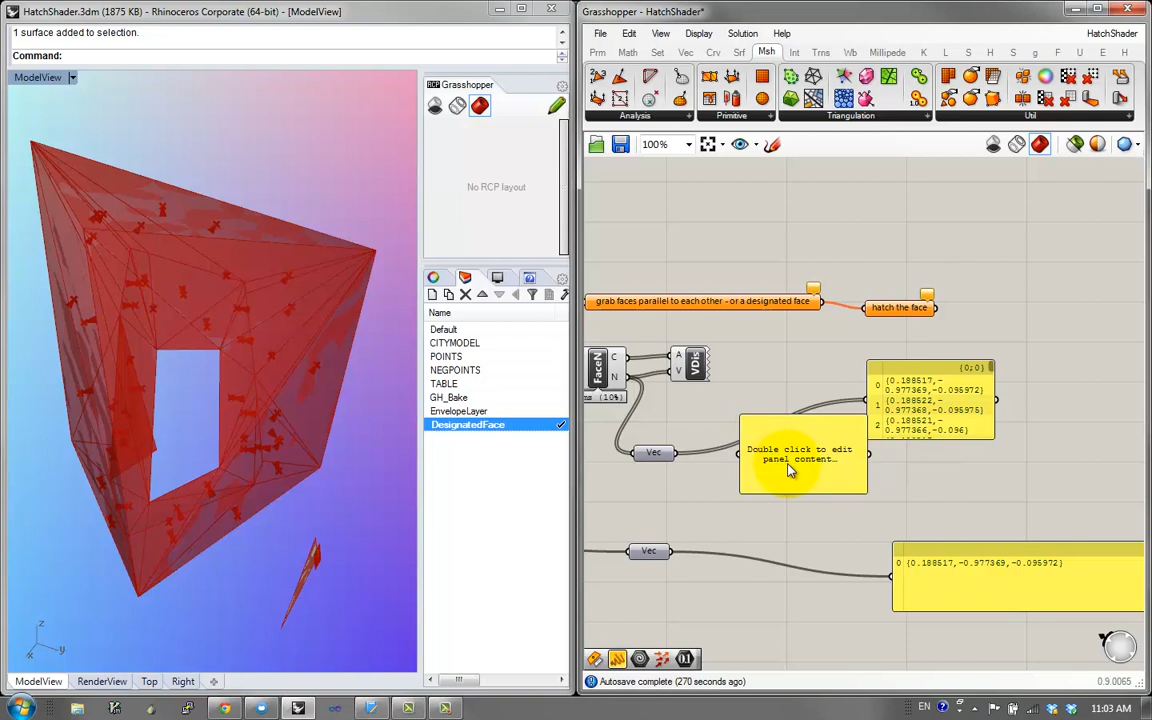 HatchShader.3dm (1875 KB) - Rhinoceros Corporate (64-bit) - [ModelView]
1 surface added to selection.
Command:
ModelView
Grasshopper
No RCP layout
Name
Default
CITYMODEL
POINTS
NEGPOINTS
TABLE
GH_Bake
EnvelopeLayer
DesignatedFace
z
y
x
ModelView
RenderView
Top
Right
Grasshopper - HatchShader*
File
Edit
View
Display
Solution
Help
HatchShader
Prm
Math
Set
Vec
Crv
Srf
Msh
Int
Trns
Wb
Millipede
K
L
S
H
S
g
F
M
U
E
H
Analysis
Primitive
Triangulation
Util
100%
grab faces parallel to each other - or a designated face
hatch the face
FaceN
C
N
A
V
VDis
ms (10%)
{0;0}
0 {0.188517,-
0.977369,-0.095972}
1 {0.188522,-
0.977368,-0.095975}
2 {0.188521,-
0.977366,-0.096}
Vec
Double click to edit
panel content…
Vec
0 {0.188517,-0.977369,-0.095972}
Autosave complete (270 seconds ago)
0.9.0065
EN
11:03 AM